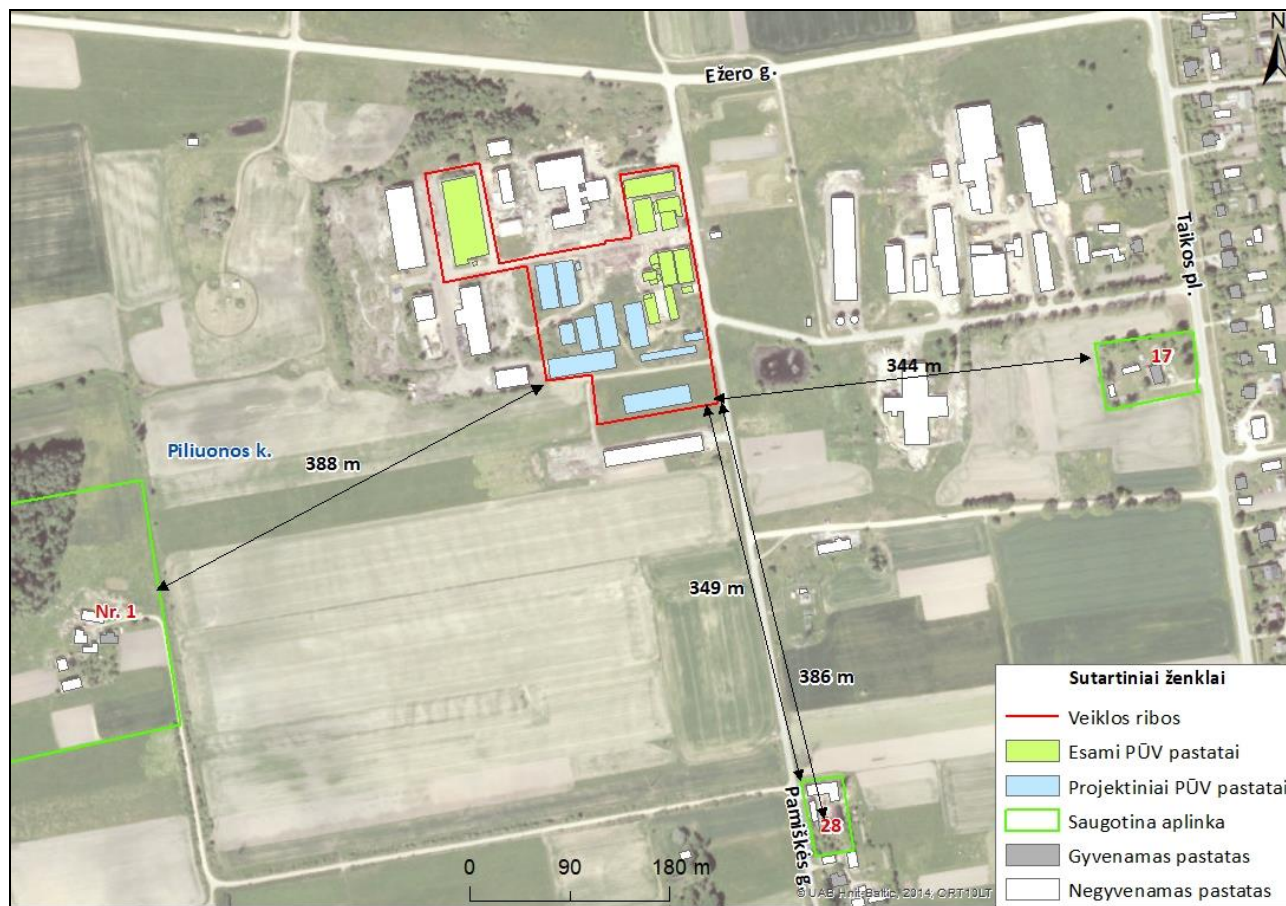 N
Ežero g.
Taikos pl.
17
344 m
Piliuonos k.
388 m
349 m
Nr. 1
386 m
Pamiškės g.
28
0 90 180 m
© UAB Hnit-Baltic, 2014, ORT10LT
Sutartiniai ženklai
Veiklos ribos
Esami PŪV pastatai
Projektiniai PŪV pastatai
Saugotina aplinka
Gyvenamas pastatas
Negyvenamas pastatas